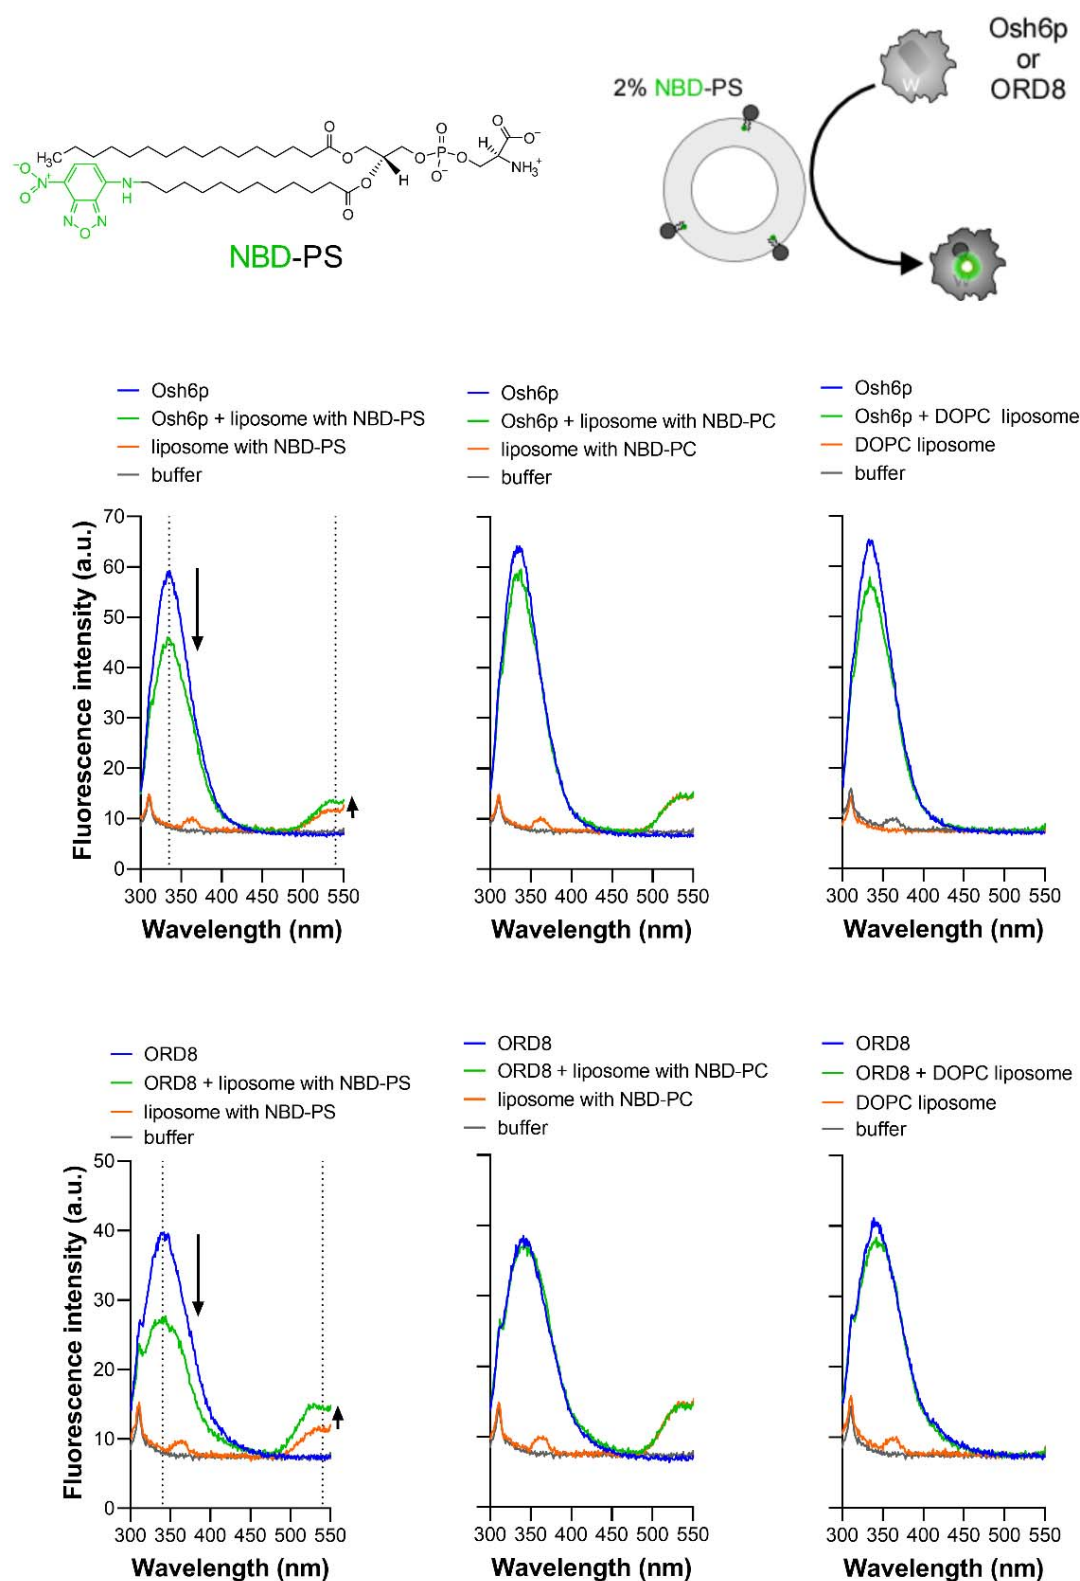 Osh6p
or
ORD8
W
2% NBD-PS
H₃C
O
O
O
O
O
P
O
O⁻
O
H
O
O⁻
NH₃⁺
H
⁻O
N⁺
O
N
H
N
O
N
NBD-PS
Osh6p
Osh6p + liposome with NBD-PS
liposome with NBD-PS
buffer
Osh6p
Osh6p + liposome with NBD-PC
liposome with NBD-PC
buffer
Osh6p
Osh6p + DOPC liposome
DOPC liposome
buffer
Fluorescence intensity (a.u.)
70
60
50
40
30
20
10
0
300 350 400 450 500 550
Wavelength (nm)
300 350 400 450 500 550
Wavelength (nm)
300 350 400 450 500 550
Wavelength (nm)
ORD8
ORD8 + liposome with NBD-PS
liposome with NBD-PS
buffer
ORD8
ORD8 + liposome with NBD-PC
liposome with NBD-PC
buffer
ORD8
ORD8 + DOPC liposome
DOPC liposome
buffer
Fluorescence intensity (a.u.)
50
40
30
20
10
0
300 350 400 450 500 550
Wavelength (nm)
300 350 400 450 500 550
Wavelength (nm)
300 350 400 450 500 550
Wavelength (nm)